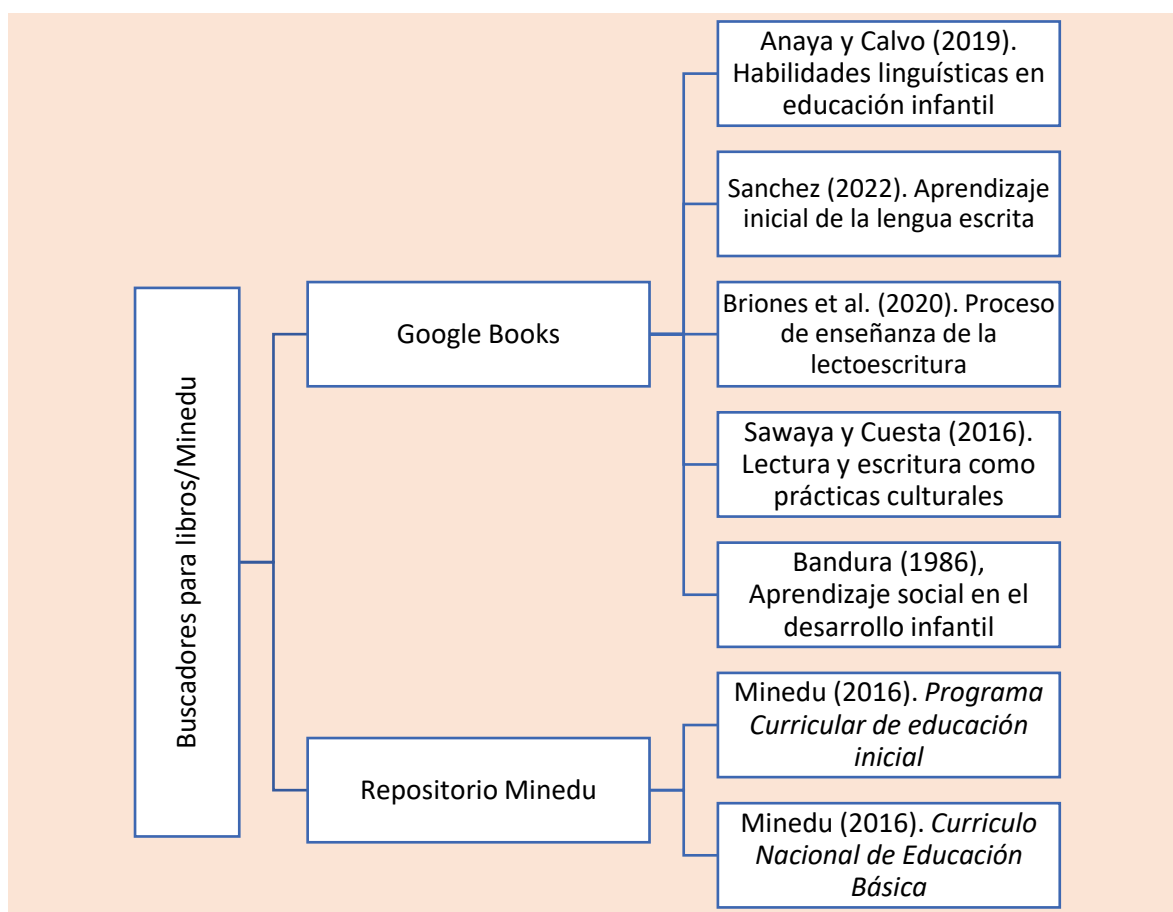 Buscadores para libros/Minedu
Google Books
Anaya y Calvo (2019).
Habilidades linguísticas en
educación infantil
Sanchez (2022). Aprendizaje
inicial de la lengua escrita
Briones et al. (2020). Proceso
de enseñanza de la
lectoescritura
Sawaya y Cuesta (2016).
Lectura y escritura como
prácticas culturales
Bandura (1986),
Aprendizaje social en el
desarrollo infantil
Repositorio Minedu
Minedu (2016). Programa
Curricular de educación
inicial
Minedu (2016). Curriculo
Nacional de Educación
Básica